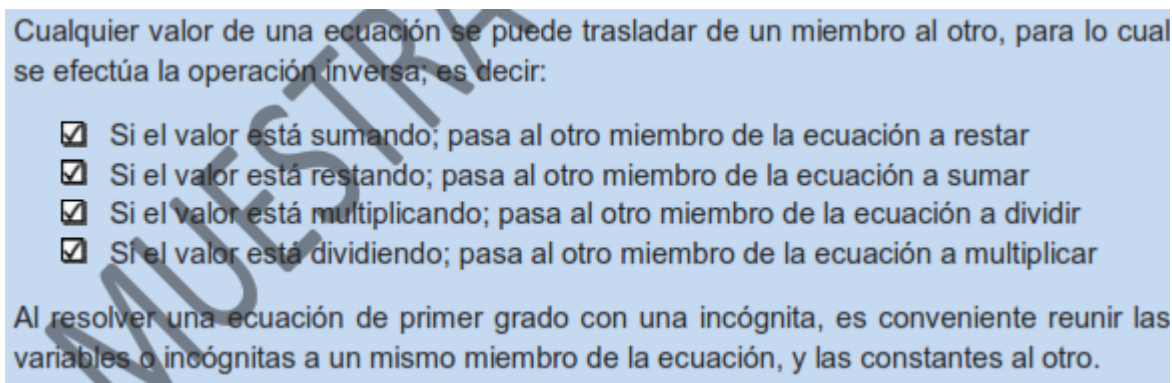 Cualquier valor de una ecuación se puede trasladar de un miembro al otro, para lo cual
se efectúa la operación inversa; es decir:
Si el valor está sumando; pasa al otro miembro de la ecuación a restar
Si el valor está restando; pasa al otro miembro de la ecuación a sumar
Si el valor está multiplicando; pasa al otro miembro de la ecuación a dividir
Si el valor está dividiendo; pasa al otro miembro de la ecuación a multiplicar
Al resolver una ecuación de primer grado con una incógnita, es conveniente reunir las
variables o incógnitas a un mismo miembro de la ecuación, y las constantes al otro.
MUESTRA